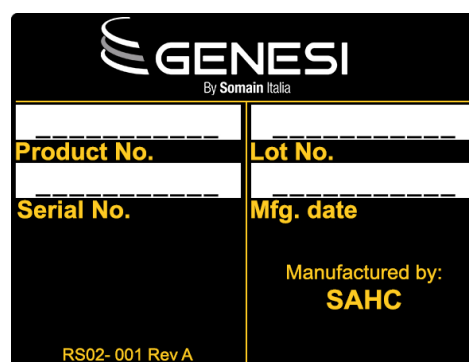 GENESI
By Somain Italia
___________ ___________
Product No. Lot No.
___________ ___________
Serial No. Mfg. date
Manufactured by:
SAHC
RS02- 001 Rev A